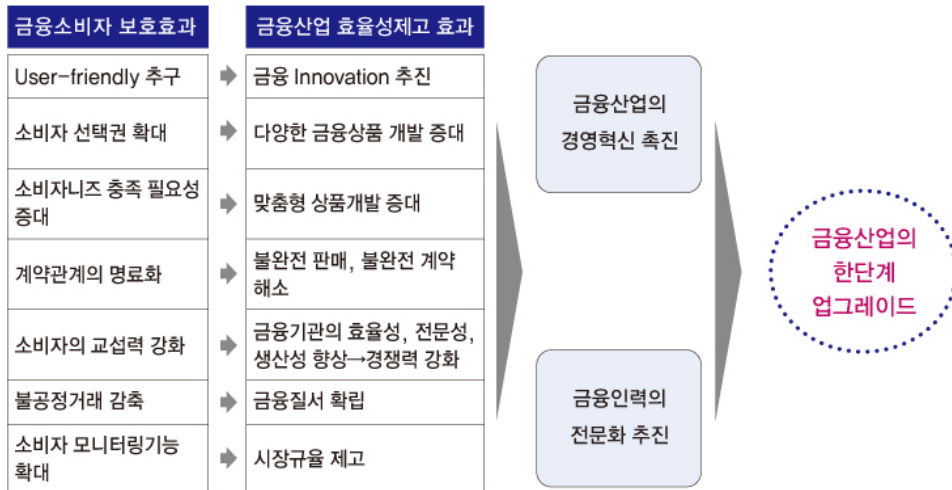 금융소비자 보호효과
금융산업 효율성제고 효과
User-friendly 추구
금융 Innovation 추진
소비자 선택권 확대
다양한 금융상품 개발 증대
소비자니즈 충족 필요성
증대
맞춤형 상품개발 증대
계약관계의 명료화
불완전 판매, 불완전 계약
해소
소비자의 교섭력 강화
금융기관의 효율성, 전문성,
생산성 향상→경쟁력 강화
불공정거래 감축
금융질서 확립
소비자 모니터링기능
확대
시장규율 제고
금융산업의
경영혁신 촉진
금융인력의
전문화 추진
금융산업의
한단계
업그레이드